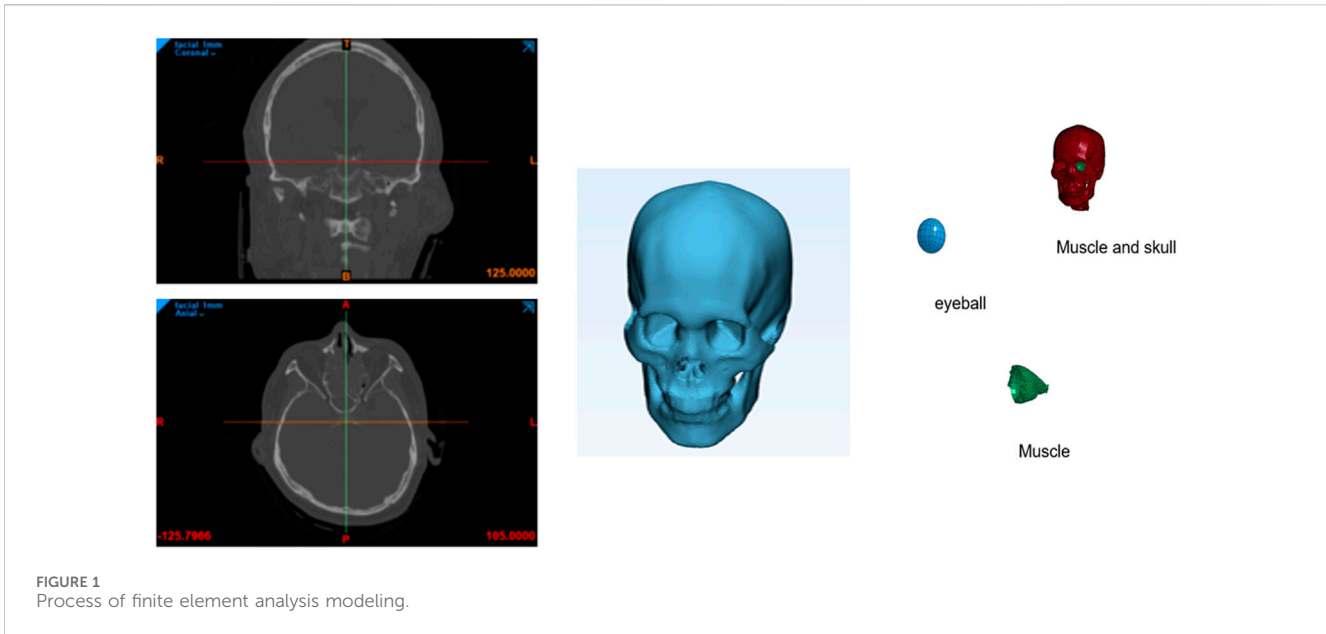 facial 1mm
Coronal
T
R
L
B
125.0000
facial 1mm
Axial
A
R
L
-125.7966
P
105.0000
Muscle and skull
eyeball
Muscle
FIGURE 1
Process of finite element analysis modeling.